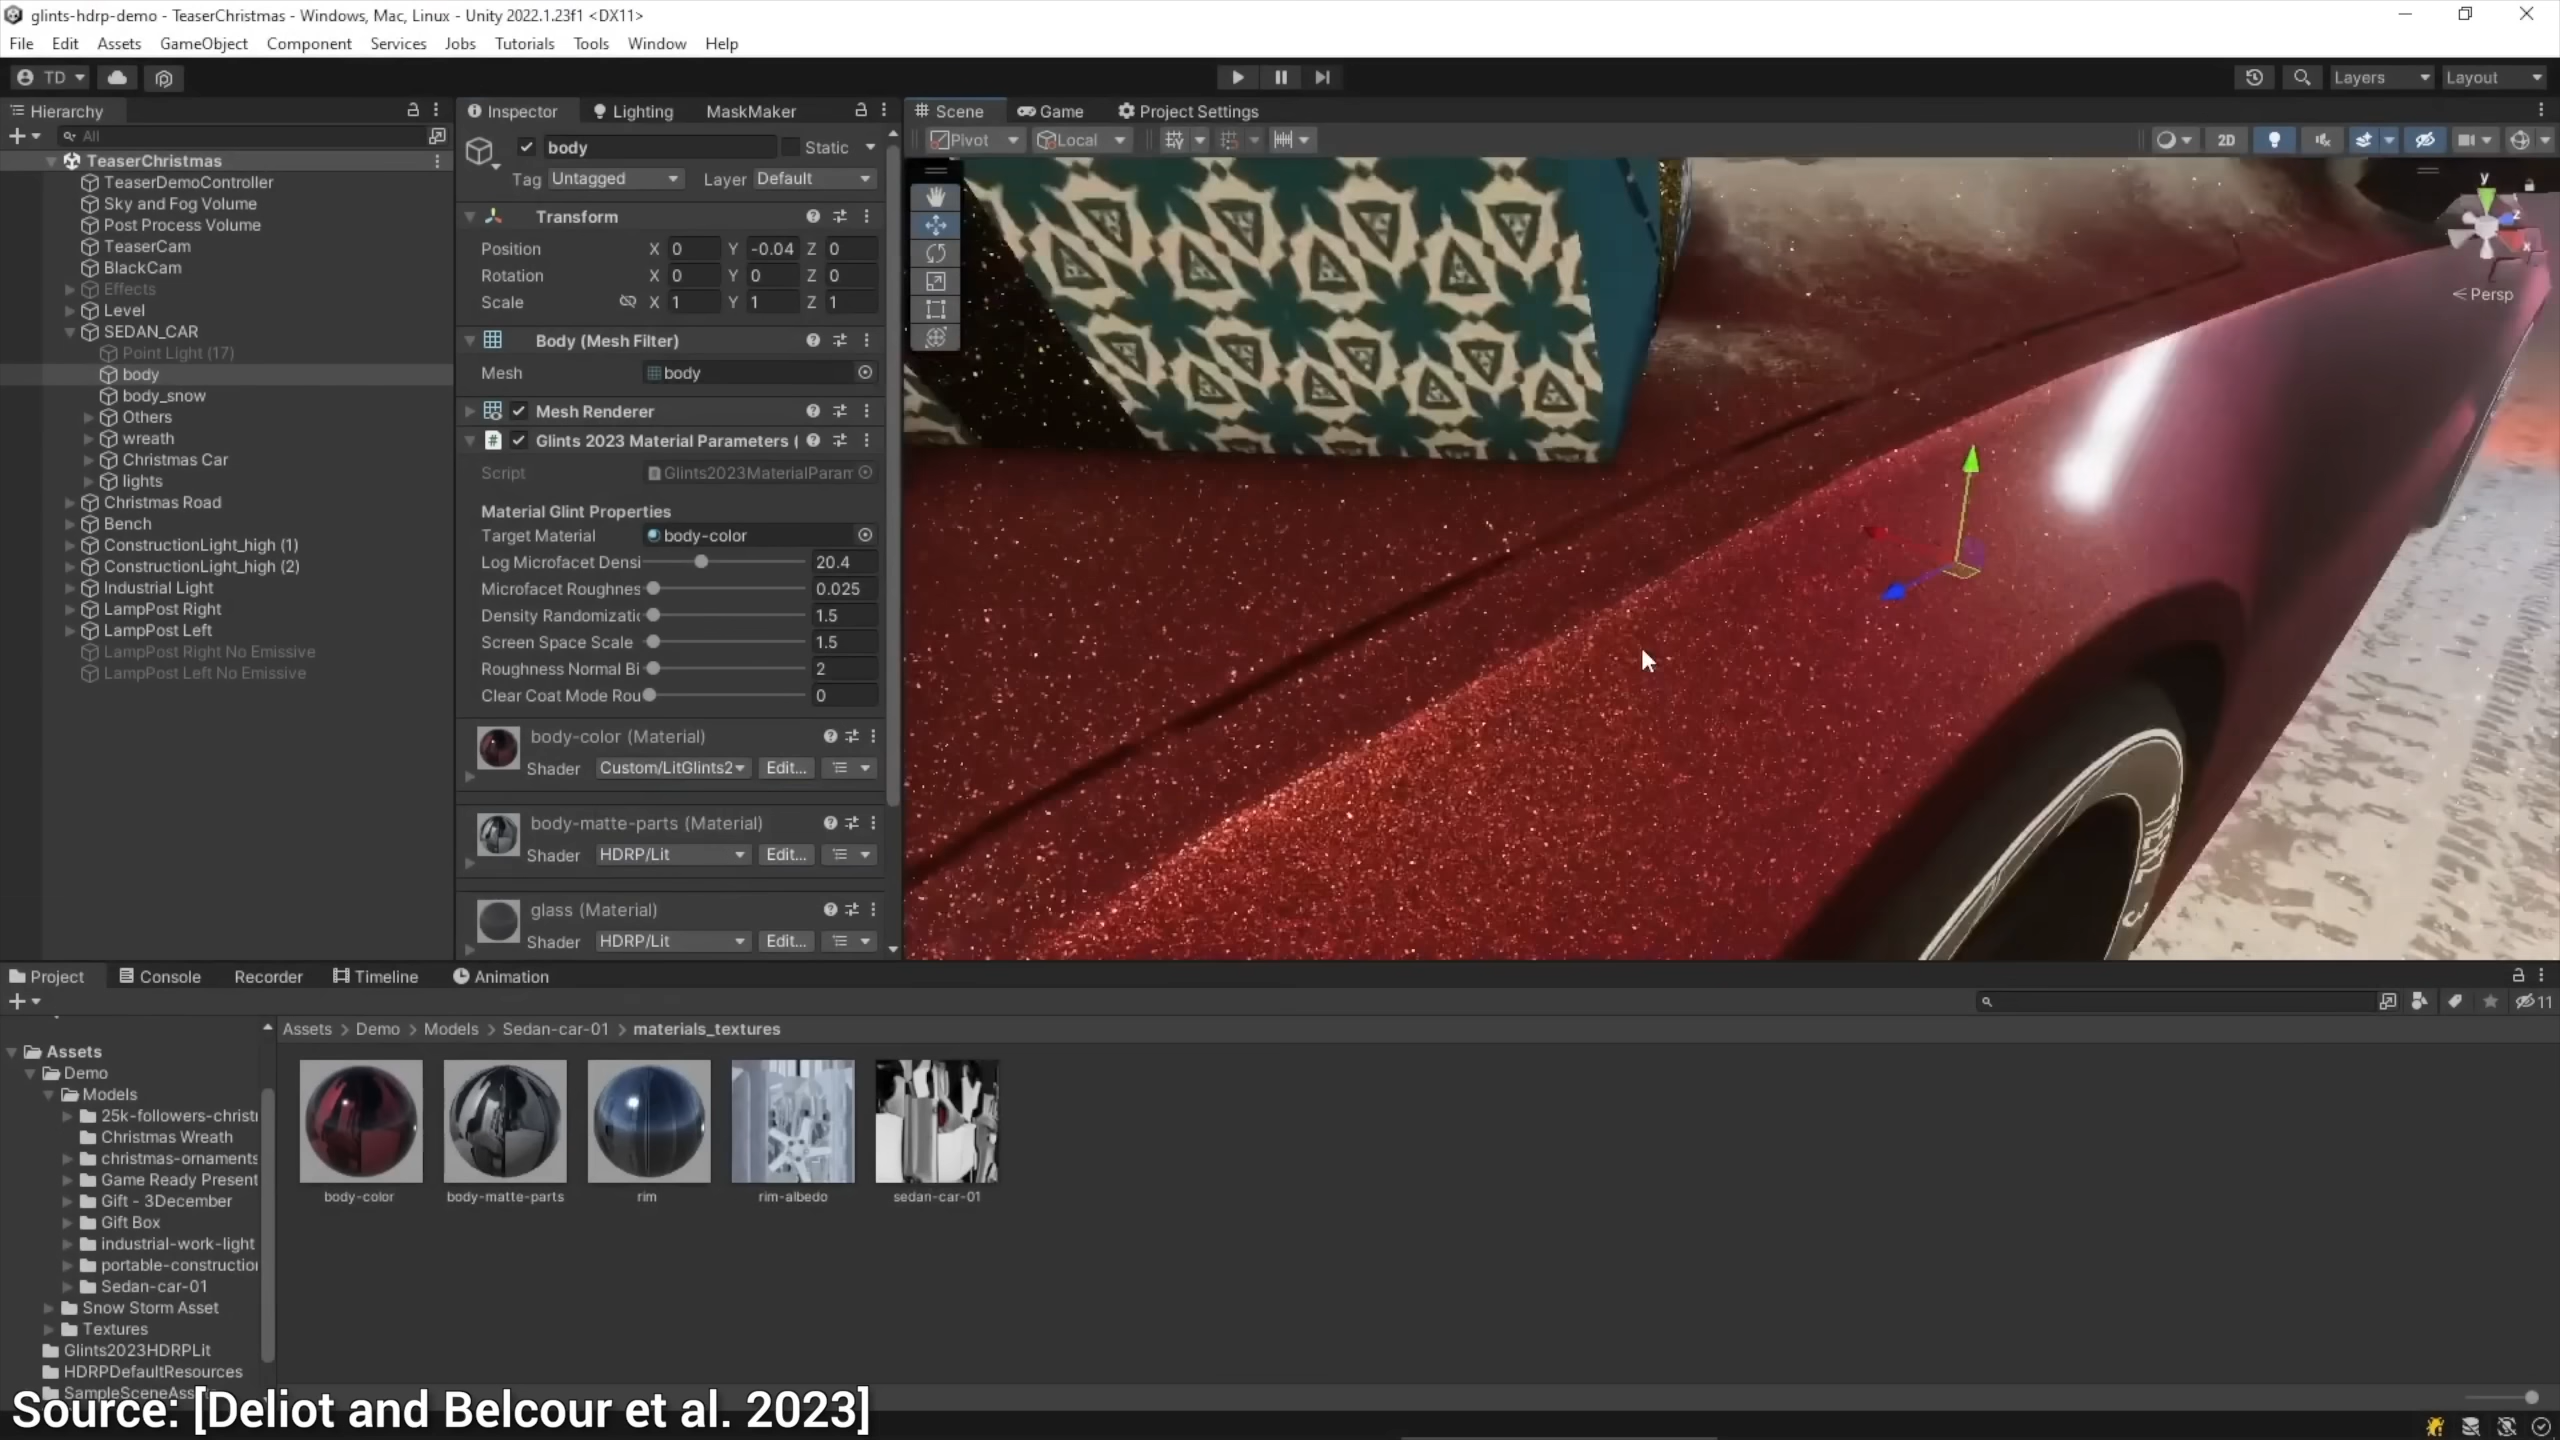 glints-hdrp-demo - TeaserChristmas - Windows, Mac, Linux - Unity 2022.1.23f1 <DX11>
File Edit Assets GameObject Component Services Jobs Tutorials Tools Window Help
TD Layers Layout
Hierarchy
All
TeaserChristmas
TeaserDemoController
Sky and Fog Volume
Post Process Volume
TeaserCam
BlackCam
Effects
Level
SEDAN_CAR
Point Light (17)
body
body_snow
Others
wreath
Christmas Car
lights
Christmas Road
Bench
ConstructionLight_high (1)
ConstructionLight_high (2)
Industrial Light
LampPost Right
LampPost Left
LampPost Right No Emissive
LampPost Left No Emissive
Inspector Lighting MaskMaker
body Static
Tag Untagged Layer Default
Transform
Position X 0 Y -0.04 Z 0
Rotation X 0 Y 0 Z 0
Scale X 1 Y 1 Z 1
Body (Mesh Filter)
Mesh body
Mesh Renderer
Glints 2023 Material Parameters (
Script Glints2023MaterialParam
Material Glint Properties
Target Material body-color
Log Microfacet Densi 20.4
Microfacet Roughnes 0.025
Density Randomizatic 1.5
Screen Space Scale 1.5
Roughness Normal Bi 2
Clear Coat Mode Rou 0
body-color (Material)
Shader Custom/LitGlints2 Edit...
body-matte-parts (Material)
Shader HDRP/Lit Edit...
glass (Material)
Shader HDRP/Lit Edit...
Scene Game Project Settings
Pivot Local 2D
y
z
x
Persp
Project Console Recorder Timeline Animation
11
Assets
Demo
Models
25k-followers-christ
Christmas Wreath
christmas-ornaments
Game Ready Present
Gift - 3December
Gift Box
industrial-work-light
portable-constructio
Sedan-car-01
Snow Storm Asset
Textures
Glints2023HDRPLit
HDRPDefaultResources
SampleSceneAss
Assets > Demo > Models > Sedan-car-01 > materials_textures
body-color body-matte-parts rim rim-albedo sedan-car-01
Source: [Deliot and Belcour et al. 2023]